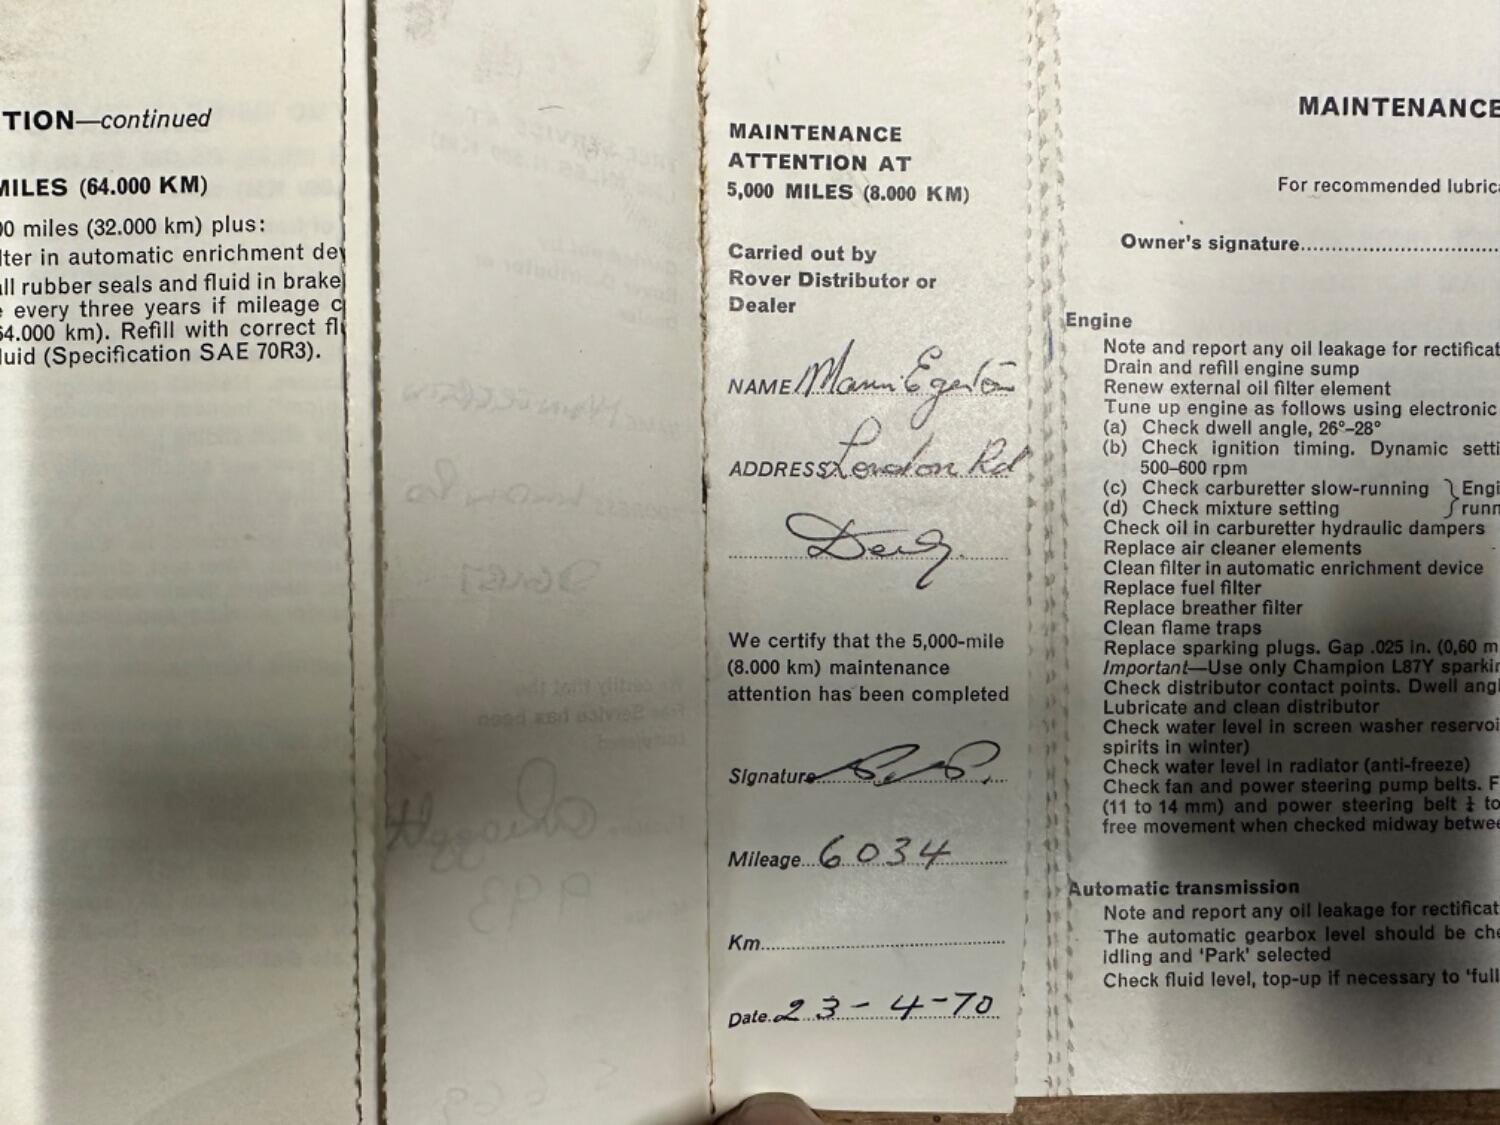 TION—continued
MILES (64.000 KM)
00 miles (32.000 km) plus:
lter in automatic enrichment dev
all rubber seals and fluid in brake
e every three years if mileage c
64.000 km). Refill with correct fl
luid (Specification SAE 70R3).
MAINTENANCE
ATTENTION AT
5,000 MILES (8.000 KM)
Carried out by
Rover Distributor or
Dealer
NAME Mann Egerton
ADDRESS London Rd
Derby.
We certify that the 5,000-mile
(8.000 km) maintenance
attention has been completed
Signature
Mileage 6034
Km
Date 23-4-70
MAINTENANCE
For recommended lubrica
Owner's signature
Engine
Note and report any oil leakage for rectificat
Drain and refill engine sump
Renew external oil filter element
Tune up engine as follows using electronic
(a) Check dwell angle, 26°–28°
(b) Check ignition timing. Dynamic setti
500–600 rpm
(c) Check carburetter slow-running } Engi
(d) Check mixture setting } runn
Check oil in carburetter hydraulic dampers
Replace air cleaner elements
Clean filter in automatic enrichment device
Replace fuel filter
Replace breather filter
Clean flame traps
Replace sparking plugs. Gap .025 in. (0,60 m
Important—Use only Champion L87Y sparkin
Check distributor contact points. Dwell angl
Lubricate and clean distributor
Check water level in screen washer reservoi
spirits in winter)
Check water level in radiator (anti-freeze)
Check fan and power steering pump belts. F
(11 to 14 mm) and power steering belt to
free movement when checked midway betwee
Automatic transmission
Note and report any oil leakage for rectificat
The automatic gearbox level should be che
idling and 'Park' selected
Check fluid level, top-up if necessary to 'full